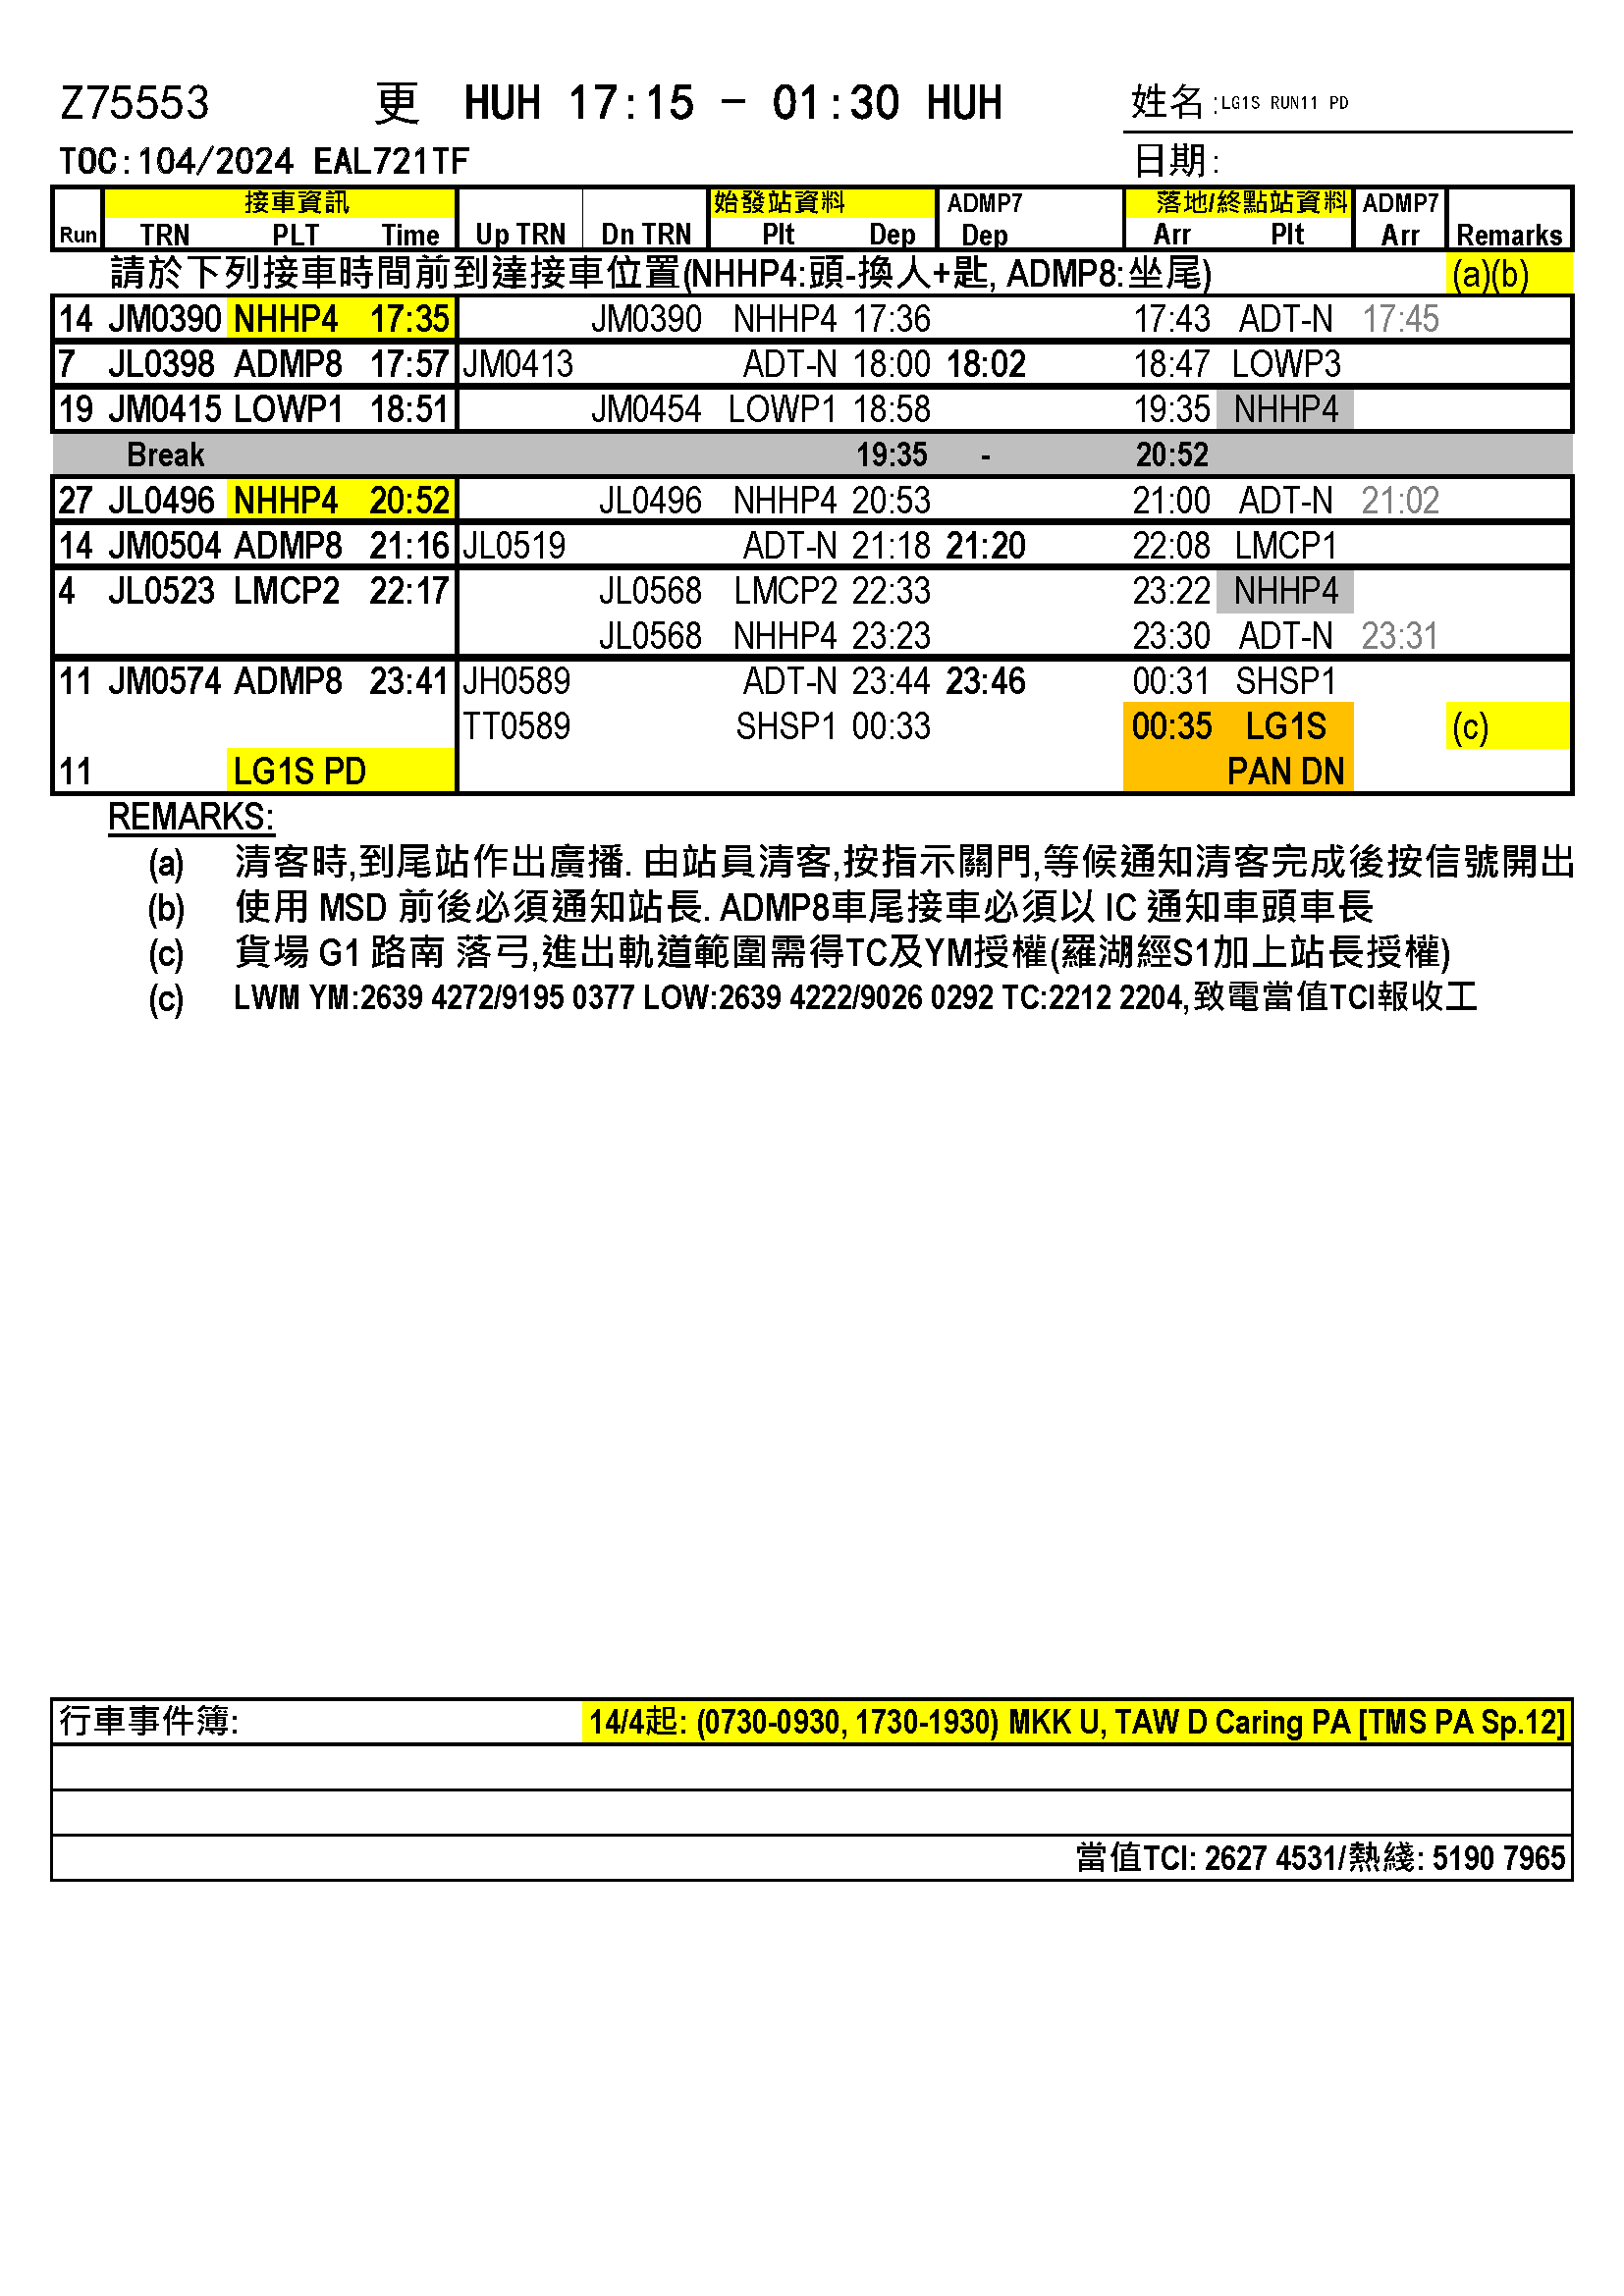 Z75553 更 HUH 17:15 - 01:30 HUH 姓名:LG1S RUN11 PD
TOC:104/2024 EAL721TF 日期:
接車資訊 始發站資料 ADMP7 落地/終點站資料 ADMP7
Run TRN PLT Time Up TRN Dn TRN Plt Dep Dep Arr Plt Arr Remarks
請於下列接車時間前到達接車位置(NHHP4:頭-換人+匙, ADMP8:坐尾) (a)(b)
14 JM0390 NHHP4 17:35 JM0390 NHHP4 17:36 17:43 ADT-N 17:45
7 JL0398 ADMP8 17:57 JM0413 ADT-N 18:00 18:02 18:47 LOWP3
19 JM0415 LOWP1 18:51 JM0454 LOWP1 18:58 19:35 NHHP4
Break 19:35 - 20:52
27 JL0496 NHHP4 20:52 JL0496 NHHP4 20:53 21:00 ADT-N 21:02
14 JM0504 ADMP8 21:16 JL0519 ADT-N 21:18 21:20 22:08 LMCP1
4 JL0523 LMCP2 22:17 JL0568 LMCP2 22:33 23:22 NHHP4
JL0568 NHHP4 23:23 23:30 ADT-N 23:31
11 JM0574 ADMP8 23:41 JH0589 ADT-N 23:44 23:46 00:31 SHSP1
TT0589 SHSP1 00:33 00:35 LG1S (c)
11 LG1S PD PAN DN
REMARKS:
(a) 清客時,到尾站作出廣播. 由站員清客,按指示關門,等候通知清客完成後按信號開出
(b) 使用 MSD 前後必須通知站長. ADMP8車尾接車必須以 IC 通知車頭車長
(c) 貨場 G1 路南 落弓,進出軌道範圍需得TC及YM授權(羅湖經S1加上站長授權)
(c) LWM YM:2639 4272/9195 0377 LOW:2639 4222/9026 0292 TC:2212 2204,致電當值TCI報收工
行車事件簿: 14/4起: (0730-0930, 1730-1930) MKK U, TAW D Caring PA [TMS PA Sp.12]
當值TCI: 2627 4531/熱綫: 5190 7965